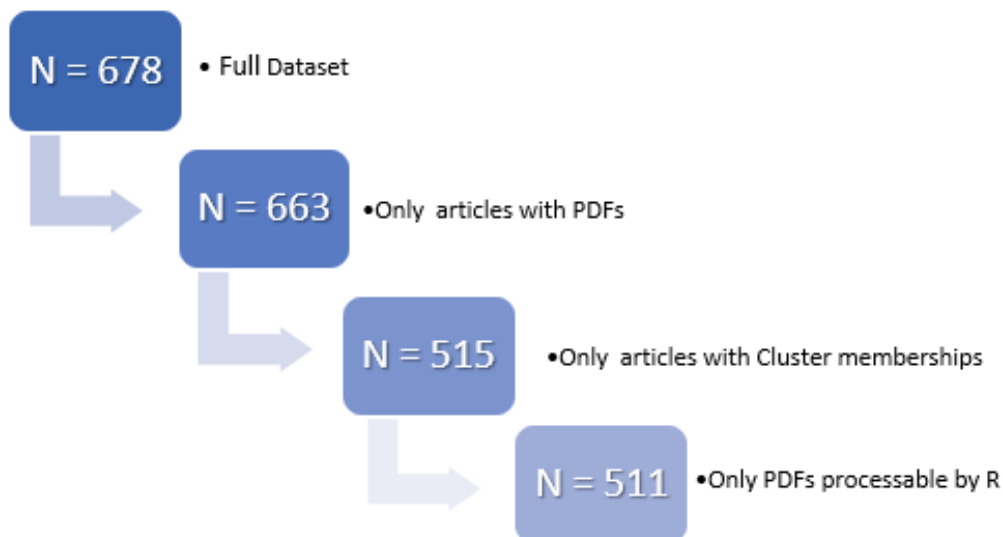 N = 678
• Full Dataset
N = 663
•Only articles with PDFs
N = 515
•Only articles with Cluster memberships
N = 511
•Only PDFs processable by R